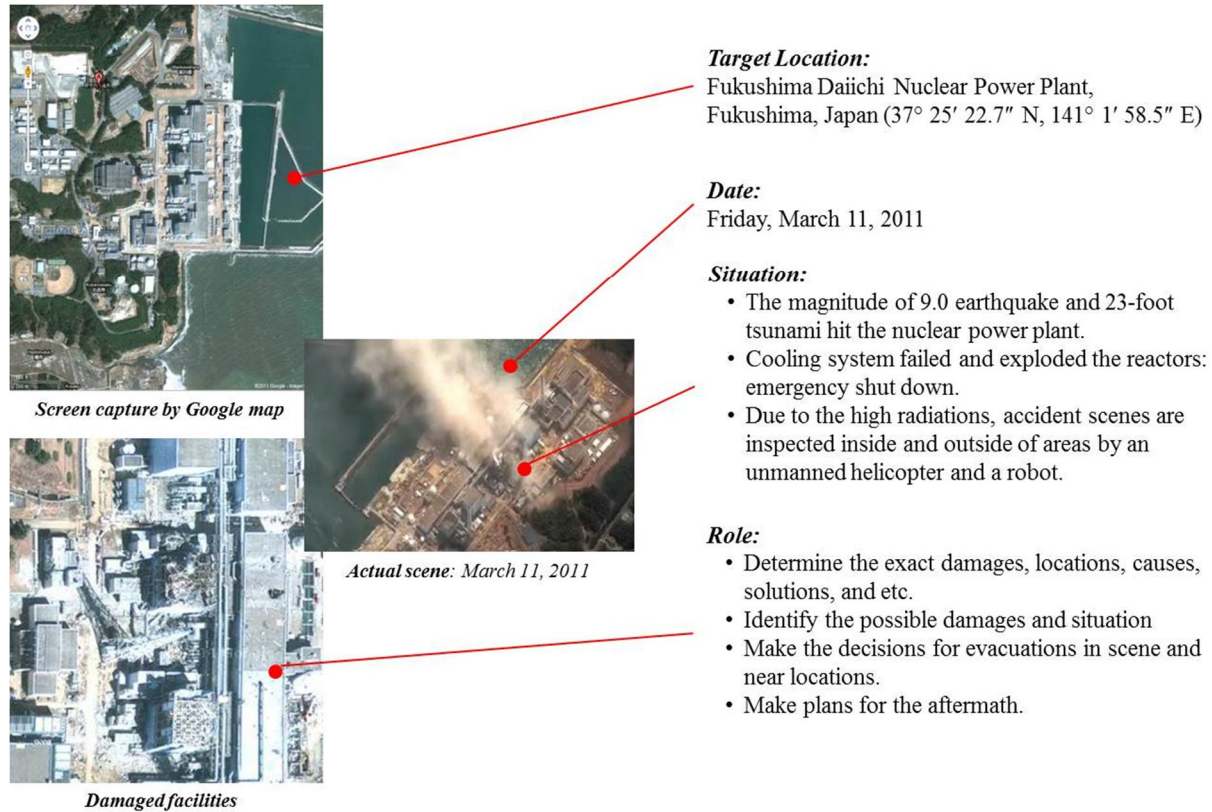 Target Location:
Fukushima Daiichi Nuclear Power Plant,
Fukushima, Japan (37° 25′ 22.7″ N, 141° 1′ 58.5″ E)
Date:
Friday, March 11, 2011
Situation:
• The magnitude of 9.0 earthquake and 23-foot
tsunami hit the nuclear power plant.
• Cooling system failed and exploded the reactors:
emergency shut down.
• Due to the high radiations, accident scenes are
inspected inside and outside of areas by an
unmanned helicopter and a robot.
Role:
• Determine the exact damages, locations, causes,
solutions, and etc.
• Identify the possible damages and situation
• Make the decisions for evacuations in scene and
near locations.
• Make plans for the aftermath.
Screen capture by Google map
Actual scene: March 11, 2011
Damaged facilities